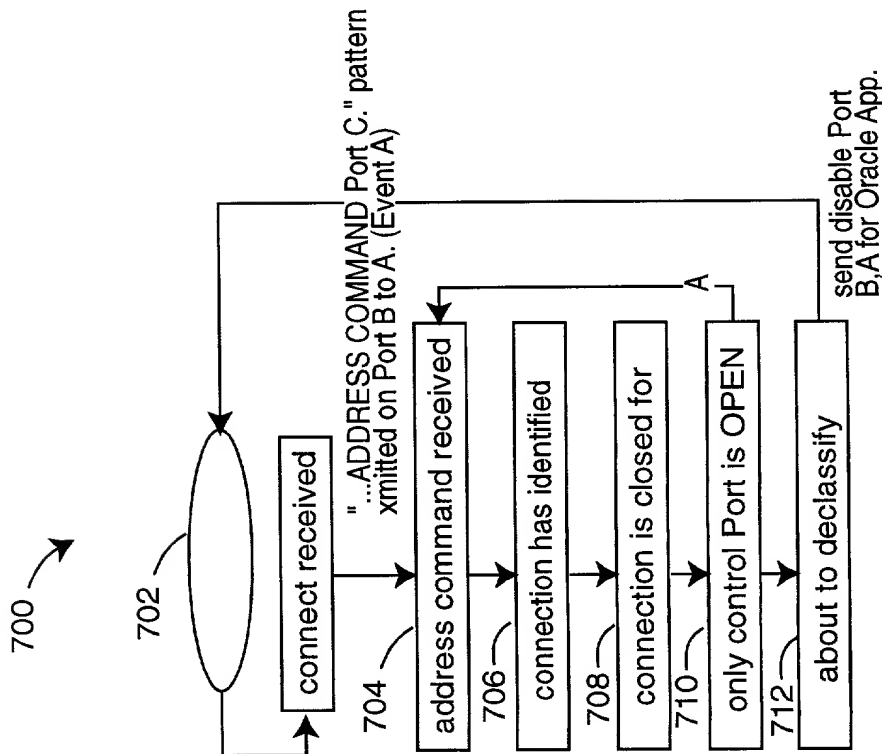 700
702
connect received
"...ADDRESS COMMAND Port C." pattern
xmitted on Port B to A. (Event A)
704
address command received
706
connection has identified
708
connection is closed for
A
710
only control Port is OPEN
712
about to declassify
send disable Port
B,A for Oracle App.